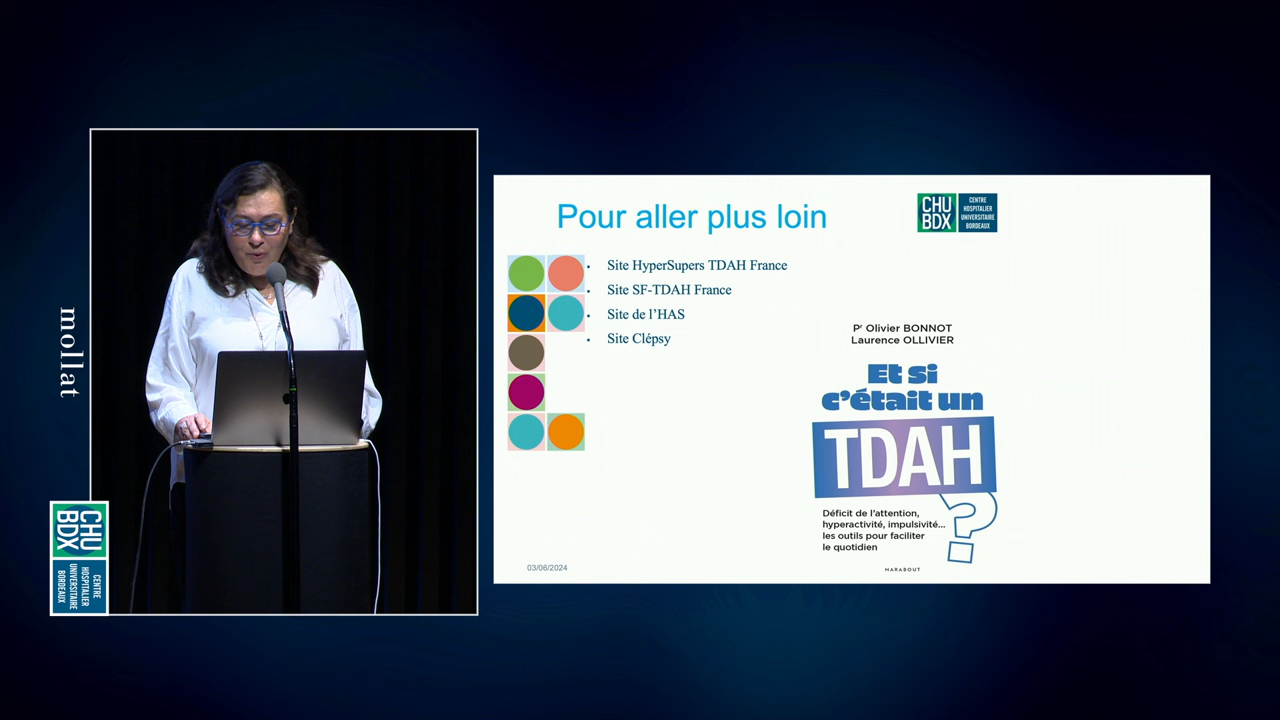 mollat
CHU
BDX
CENTRE
HOSPITALIER
UNIVERSITAIRE
BORDEAUX
Pour aller plus loin
CHU
BDX
CENTRE
HOSPITALIER
UNIVERSITAIRE
BORDEAUX
• Site HyperSupers TDAH France
• Site SF-TDAH France
• Site de l’HAS
• Site Clépsy
Pr Olivier BONNOT
Laurence OLLIVIER
Et si
c’était un
TDAH
?
Déficit de l’attention,
hyperactivité, impulsivité...
les outils pour faciliter
le quotidien
MARABOUT
03/06/2024